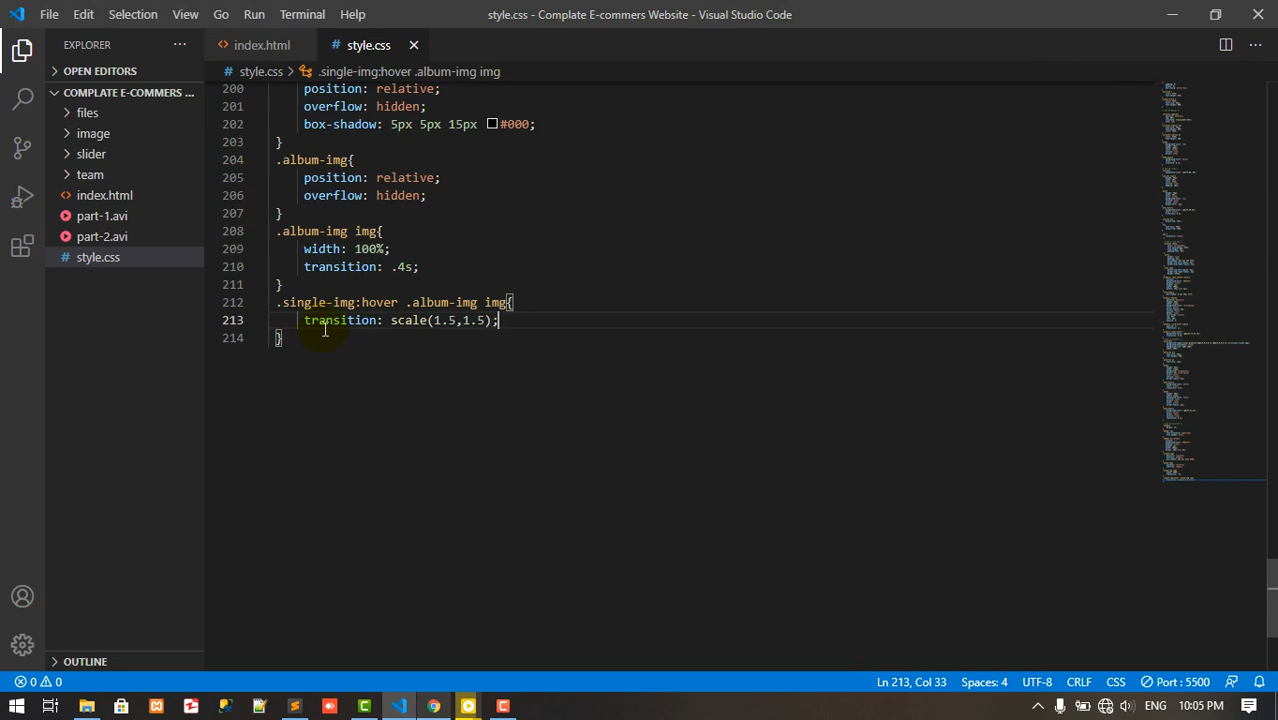 File Edit Selection View Go Run Terminal Help
style.css - Complate E-commers Website - Visual Studio Code
EXPLORER
OPEN EDITORS
COMPLATE E-COMMERS ...
files
image
slider
team
index.html
part-1.avi
part-2.avi
style.css
OUTLINE
index.html style.css
style.css > .single-img:hover .album-img img
200 position: relative;
201 overflow: hidden;
202 box-shadow: 5px 5px 15px #000;
203 }
204 .album-img{
205 position: relative;
206 overflow: hidden;
207 }
208 .album-img img{
209 width: 100%;
210 transition: .4s;
211 }
212 .single-img:hover .album-img img{
213 transition: scale(1.5,1.5);
214 }
0 0 Ln 213, Col 33 Spaces: 4 UTF-8 CRLF CSS Port : 5500
ENG 10:05 PM